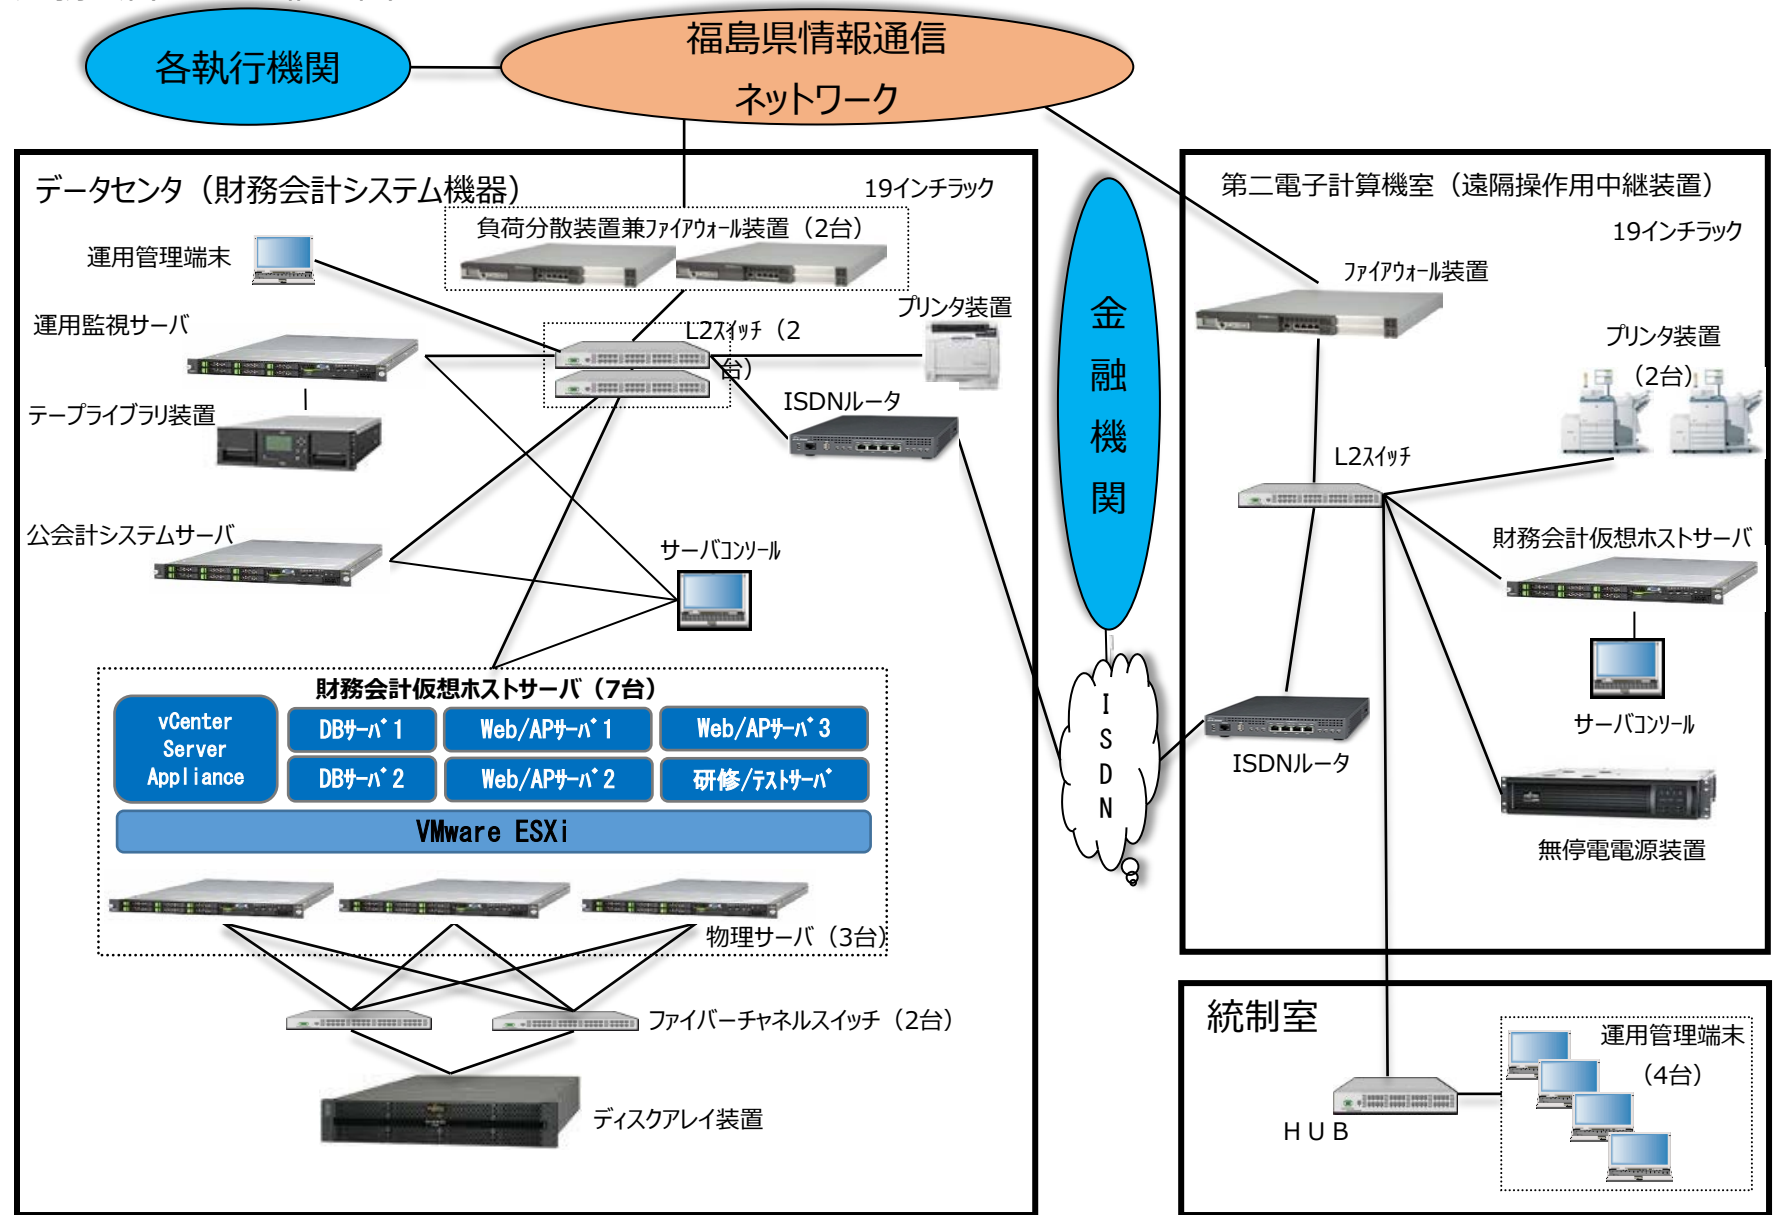 各執行機関
福島県情報通信
ネットワーク
データセンタ（財務会計システム機器）
19インチラック
負荷分散装置兼ﾌｧｲｱｳｫｰﾙ装置（2台）
運用管理端末
運用監視サーバ
L2ｽｲｯﾁ（2
台）
プリンタ装置
テープライブラリ装置
ISDNルータ
公会計システムサーバ
サーバｺﾝｿｰﾙ
財務会計仮想ホストサーバ（7台）
vCenter
Server
Appliance
DBｻｰﾊﾞ1
Web/APｻｰﾊﾞ1
Web/APｻｰﾊﾞ3
DBｻｰﾊﾞ2
Web/APｻｰﾊﾞ2
研修/ﾃｽﾄｻｰﾊﾞ
VMware ESXi
物理サーバ（3台）
ファイバーチャネルスイッチ（2台）
ディスクアレイ装置
金
融
機
関
I
S
D
N
第二電子計算機室（遠隔操作用中継装置）
19インチラック
ﾌｧｲｱｳｫｰﾙ装置
プリンタ装置
（2台）
L2ｽｲｯﾁ
財務会計仮想ホストサーバ
サーバｺﾝｿｰﾙ
ISDNルータ
無停電電源装置
統制室
運用管理端末
（4台）
ＨＵＢ